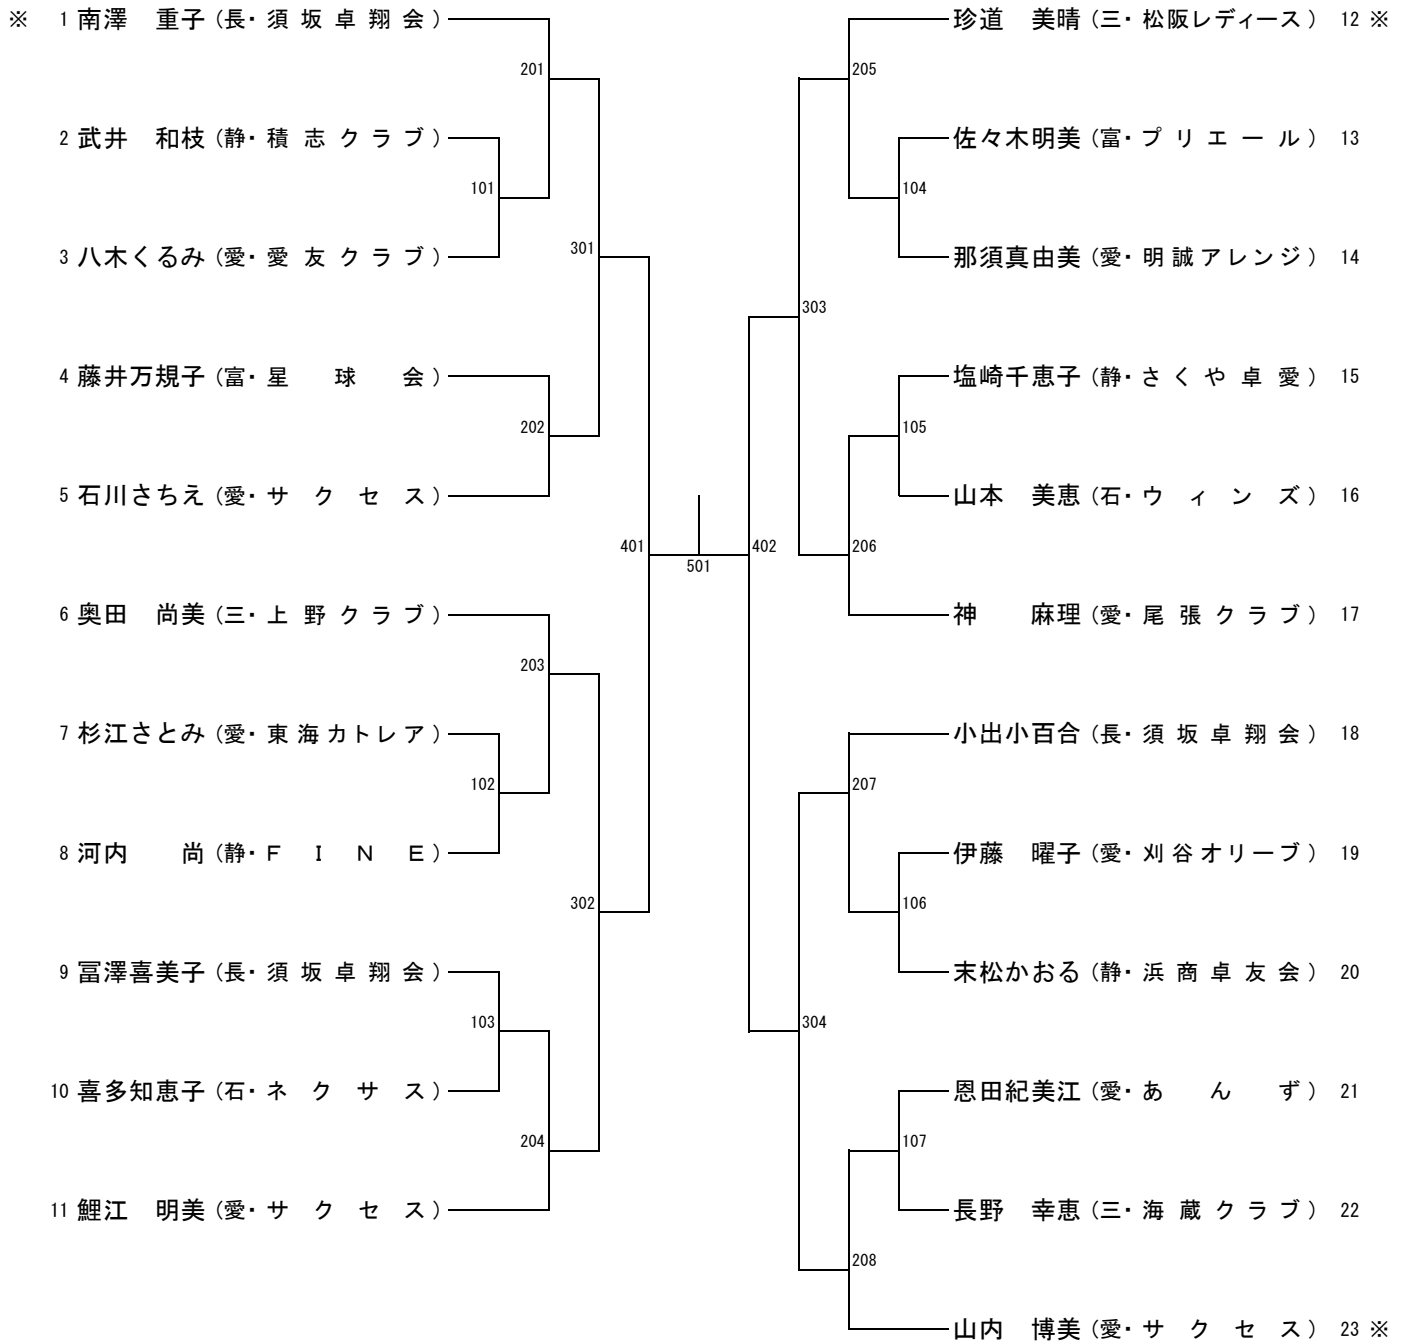 ※ 1 南澤 重子 (長・須坂卓翔会)
201
2 武井 和枝 (静・積志クラブ)
101
3 八木くるみ (愛・愛友クラブ)
301
4 藤井万規子 (富・星球会)
202
5 石川さちえ (愛・サクセス)
401
501
6 奥田 尚美 (三・上野クラブ)
203
7 杉江さとみ (愛・東海カトレア)
102
8 河内 尚 (静・FINE)
302
9 冨澤喜美子 (長・須坂卓翔会)
103
10 喜多知恵子 (石・ネクサス)
204
11 鯉江 明美 (愛・サクセス)
珍道 美晴 (三・松阪レディース) 12 ※
205
佐々木明美 (富・プリエール) 13
104
那須真由美 (愛・明誠アレンジ) 14
303
塩崎千恵子 (静・さくや卓愛) 15
105
山本 美恵 (石・ウィンズ) 16
402
206
神 麻理 (愛・尾張クラブ) 17
小出小百合 (長・須坂卓翔会) 18
207
伊藤 曜子 (愛・刈谷オリーブ) 19
106
末松かおる (静・浜商卓友会) 20
304
恩田紀美江 (愛・あんず) 21
107
長野 幸恵 (三・海蔵クラブ) 22
208
山内 博美 (愛・サクセス) 23 ※